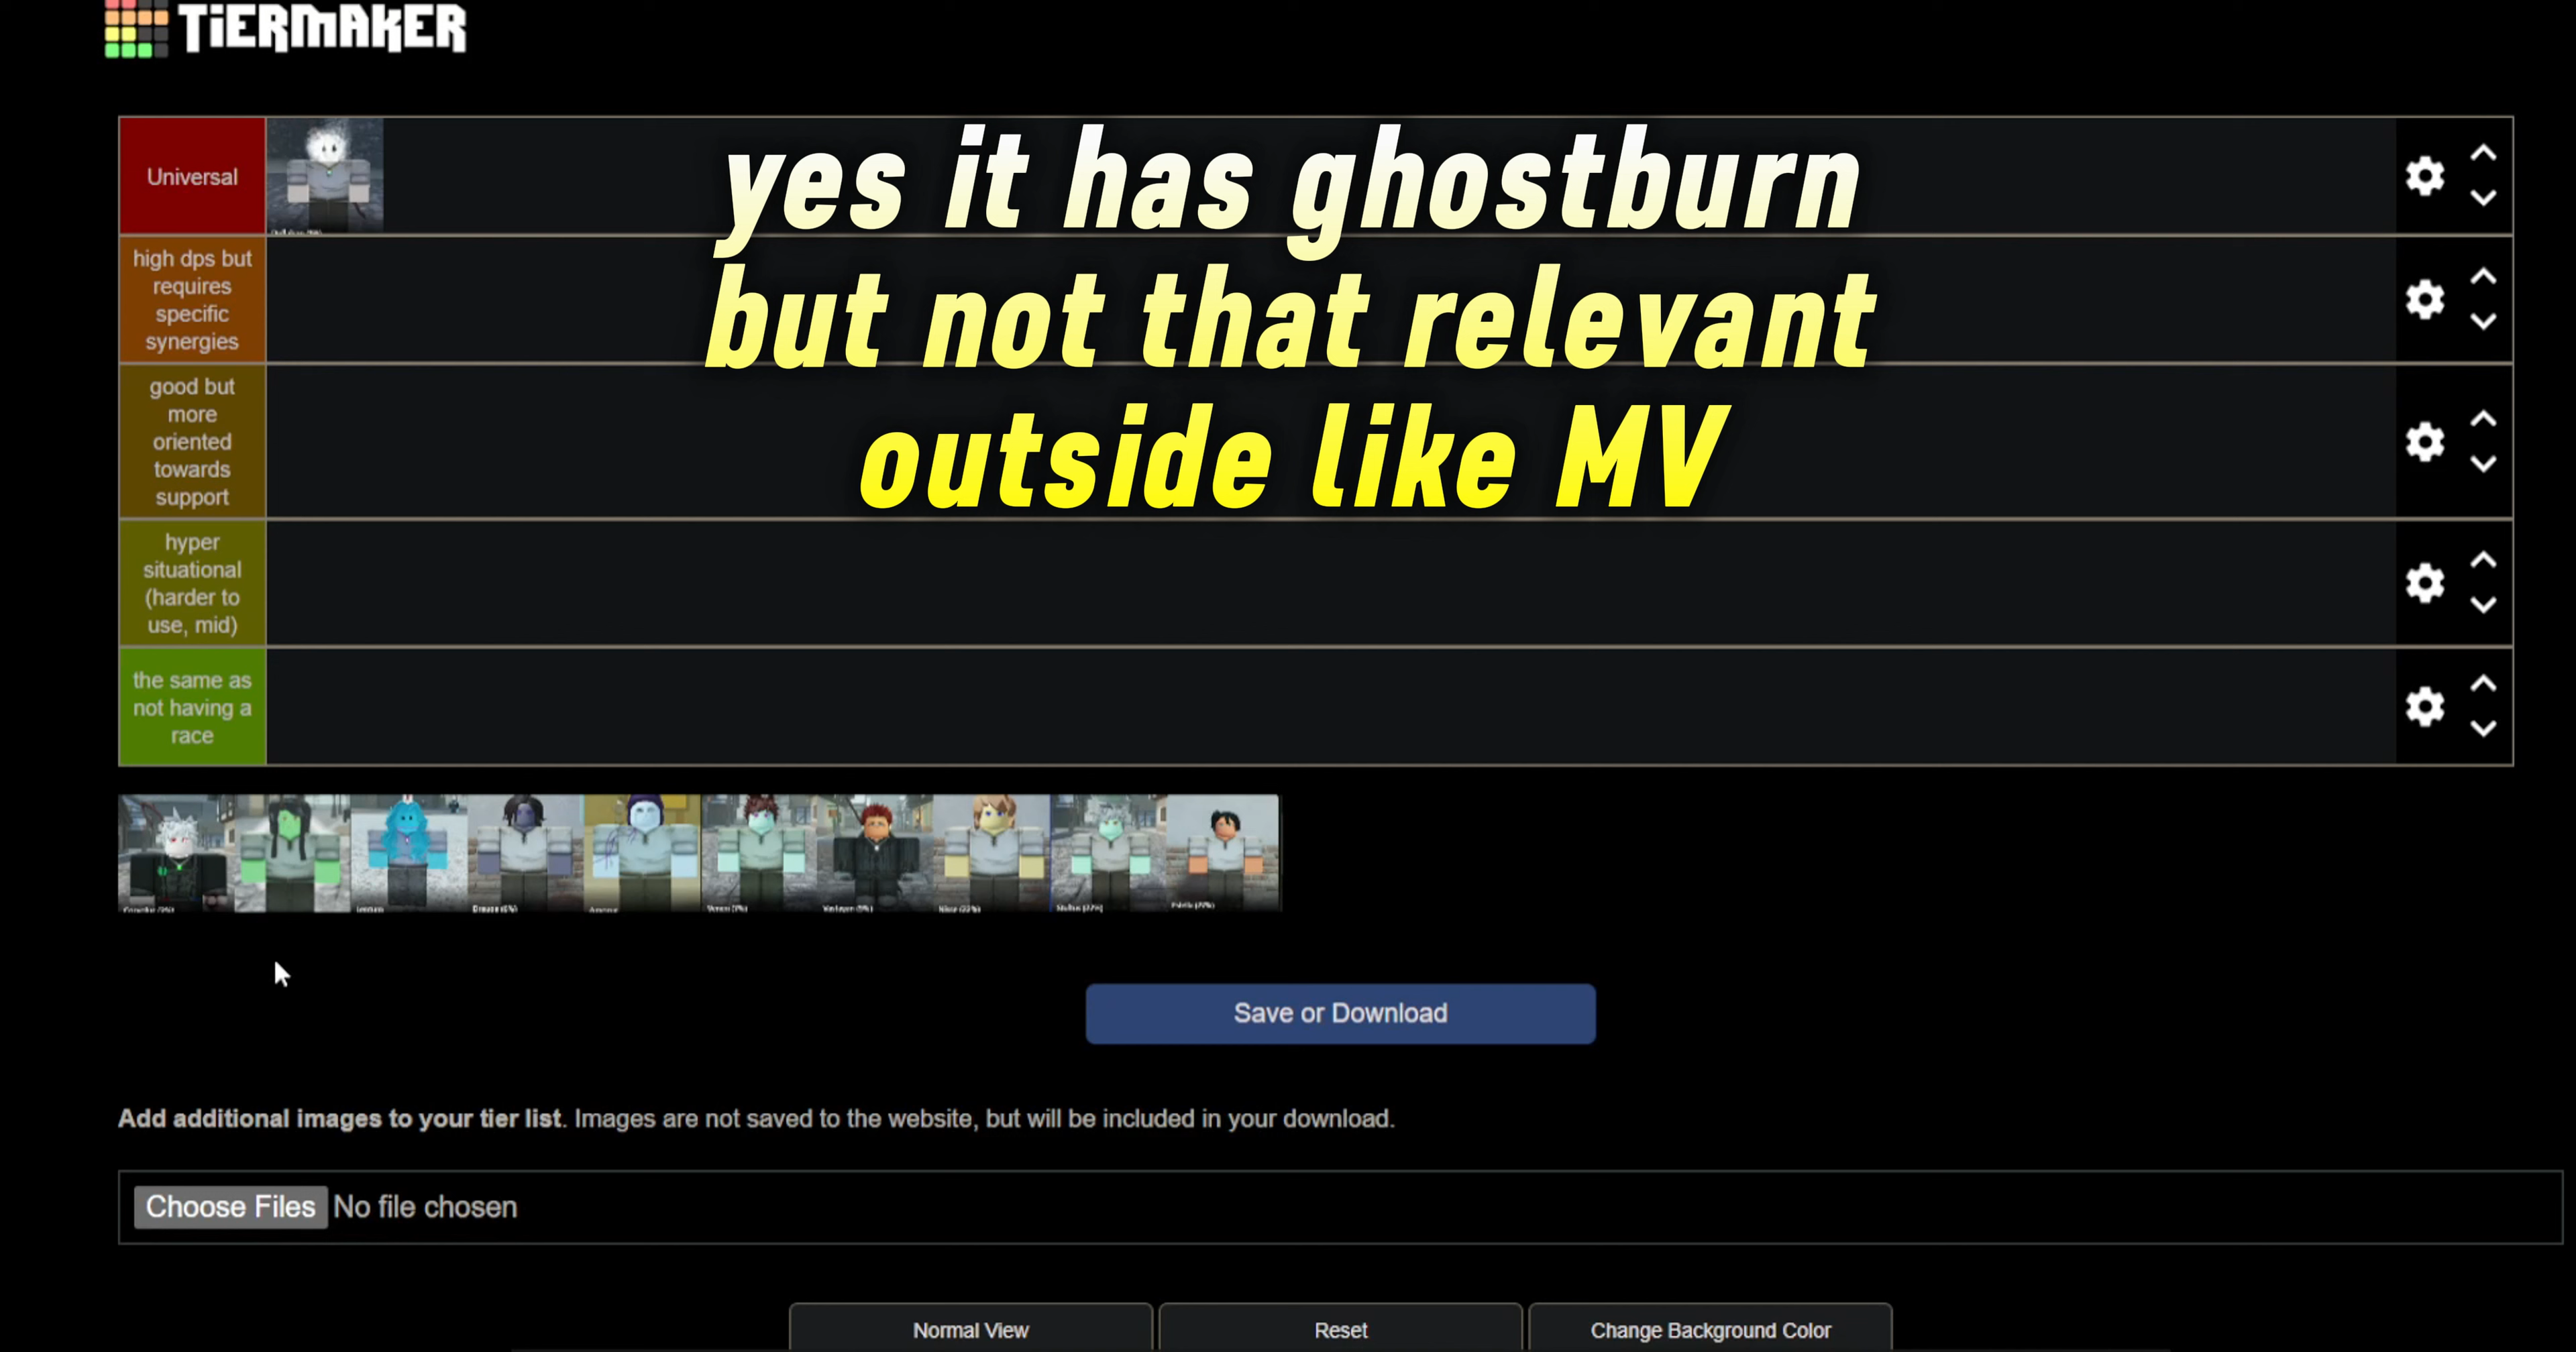 TiERMAKER
Universal
yes it has ghostburn
but not that relevant
outside like MV
high dps but
requires
specific
synergies
good but
more
oriented
towards
support
hyper
situational
(harder to
use, mid)
the same as
not having a
race
Save or Download
Add additional images to your tier list. Images are not saved to the website, but will be included in your download.
Choose Files No file chosen
Normal View
Reset
Change Background Color